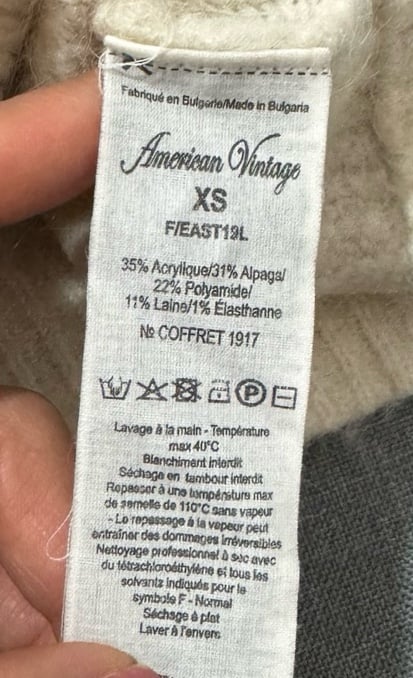 Fabriqué en Bulgarie/Made in Bulgaria
American Vintage
XS
F/EAST19L
35% Acrylique/31% Alpaga/
22% Polyamide/
11% Laine/1% Élasthanne
№ COFFRET 1917
P
Lavage à la main - Température
max 40°C
Blanchiment interdit
Séchage en tambour interdit
Repasser à une température max
de semelle de 110°C sans vapeur
- Le repassage à la vapeur peut
entraîner des dommages irréversibles
Nettoyage professionnel à sec avec
du tétrachloroéthylène et tous les
solvants indiqués pour le
symbole F - Normal
Séchage à plat
Laver à l'envers